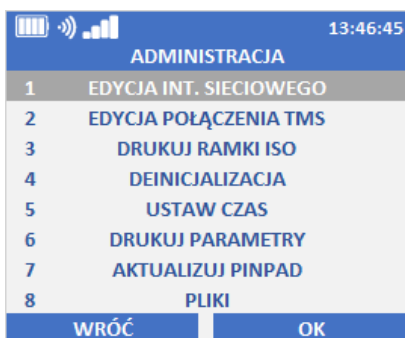 13:46:45
ADMINISTRACJA
1 EDYCJA INT. SIECIOWEGO
2 EDYCJA POŁĄCZENIA TMS
3 DRUKUJ RAMKI ISO
4 DEINICJALIZACJA
5 USTAW CZAS
6 DRUKUJ PARAMETRY
7 AKTUALIZUJ PINPAD
8 PLIKI
WRÓĆ OK